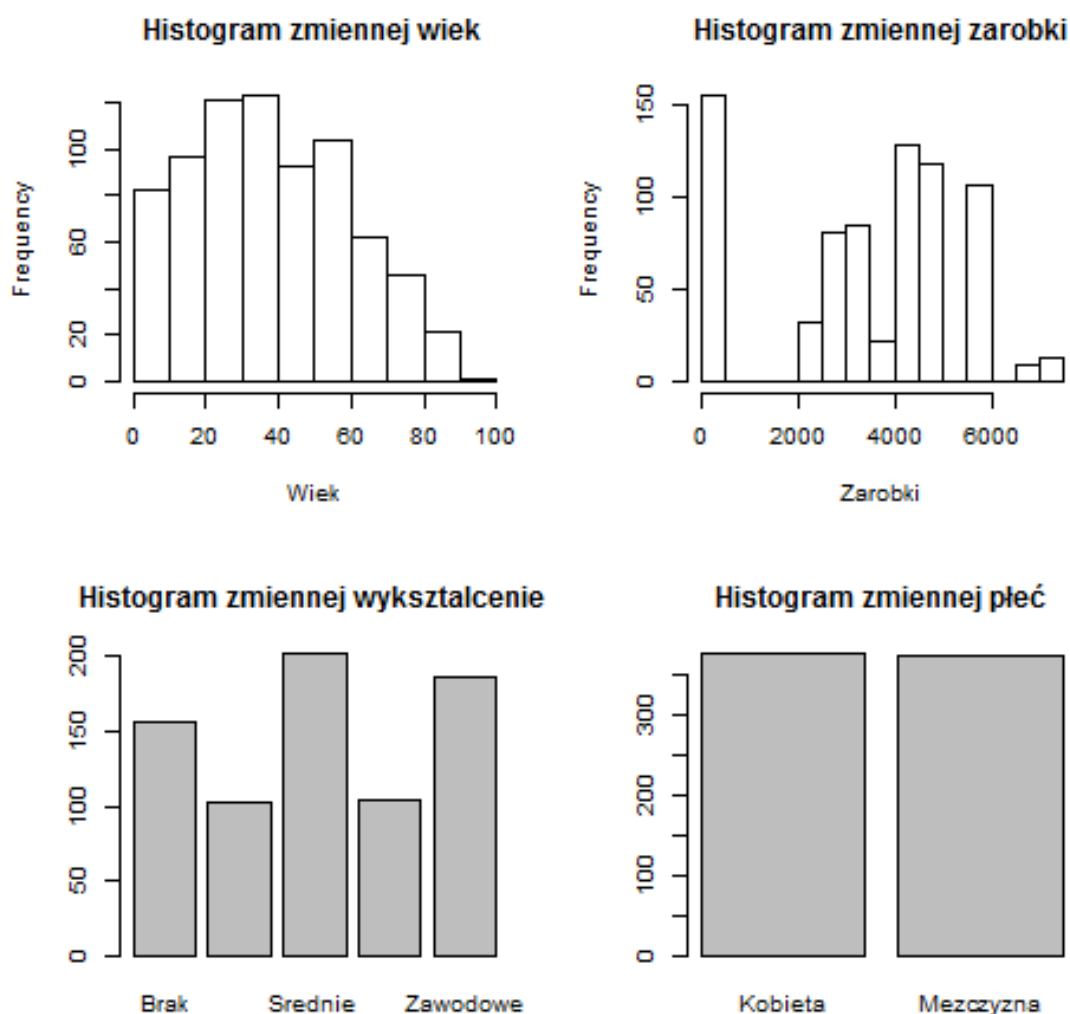 Histogram zmiennej wiek
Frequency
0 20 60 100
0 20 40 60 80 100
Wiek
Histogram zmiennej zarobki
Frequency
0 50 100 150
0 2000 4000 6000
Zarobki
Histogram zmiennej wyksztalcenie
0 50 100 150 200
Brak Srednie Zawodowe
Histogram zmiennej płeć
0 100 200 300
Kobieta Mezczyzna